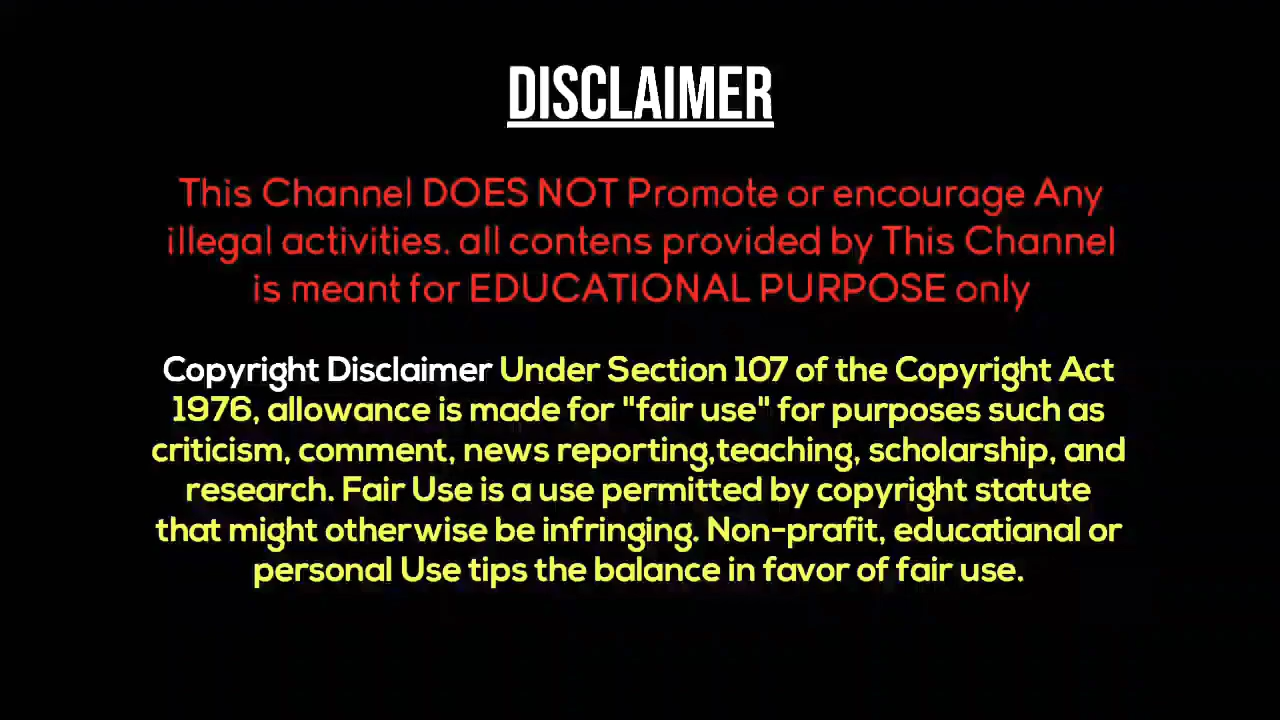 DISCLAIMER
This Channel DOES NOT Promote or encourage Any
illegal activities. all contens provided by This Channel
is meant for EDUCATIONAL PURPOSE only
Copyright Disclaimer Under Section 107 of the Copyright Act
1976, allowance is made for "fair use" for purposes such as
criticism, comment, news reporting,teaching, scholarship, and
research. Fair Use is a use permitted by copyright statute
that might otherwise be infringing. Non-prafit, educatianal or
personal Use tips the balance in favor of fair use.